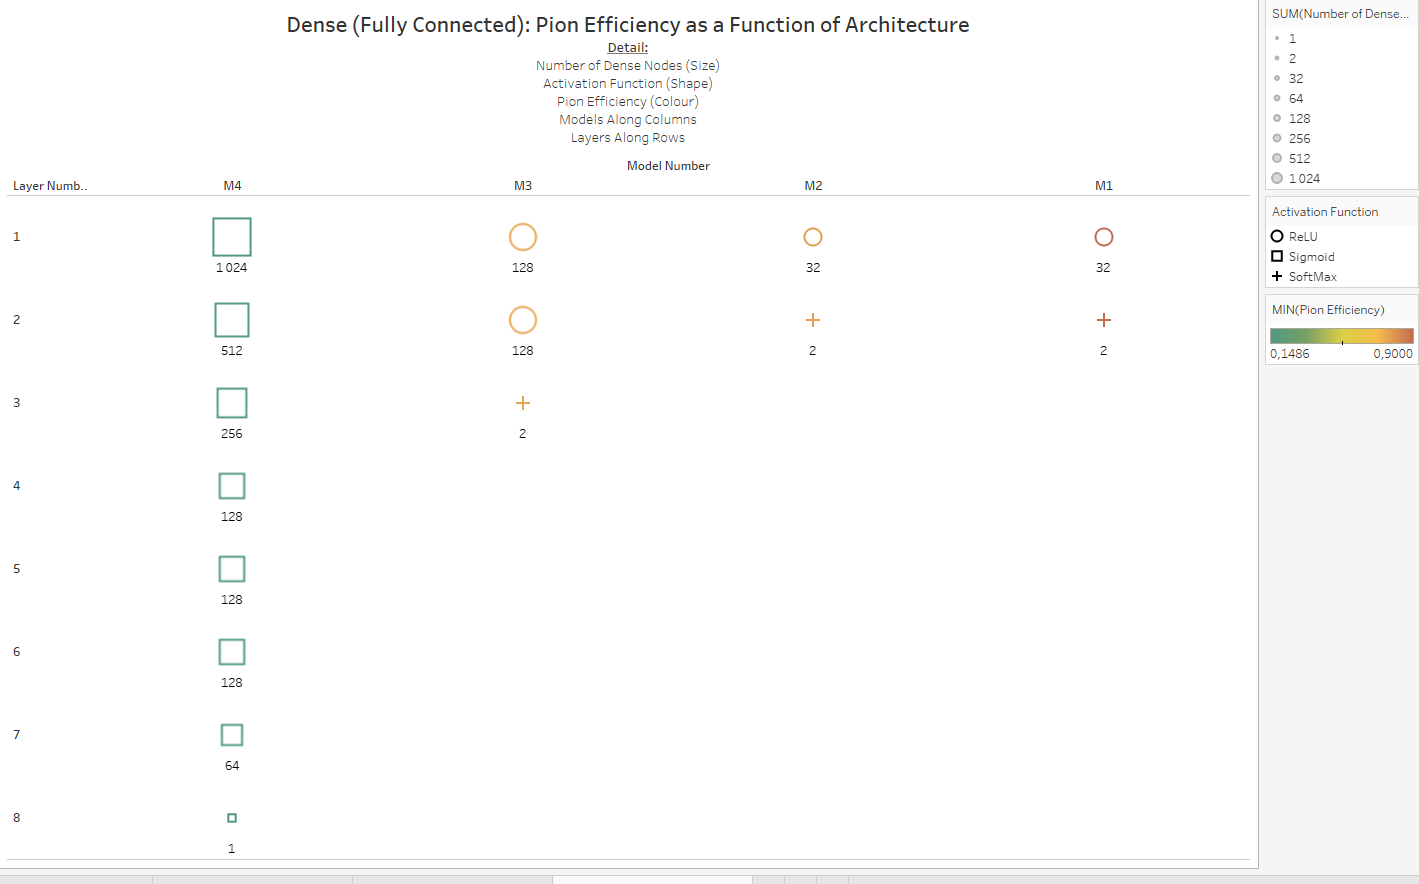 Dense (Fully Connected): Pion Efficiency as a Function of Architecture
Detail:
Number of Dense Nodes (Size)
Activation Function (Shape)
Pion Efficiency (Colour)
Models Along Columns
Layers Along Rows
Model Number
Layer Numb.. M4 M3 M2 M1
1
1 024 128 32 32
2
512 128 2 2
3
256 2
4
128
5
128
6
128
7
64
8
1
SUM(Number of Dense...
1
2
32
64
128
256
512
1 024
Activation Function
ReLU
Sigmoid
SoftMax
MIN(Pion Efficiency)
0,1486 0,9000